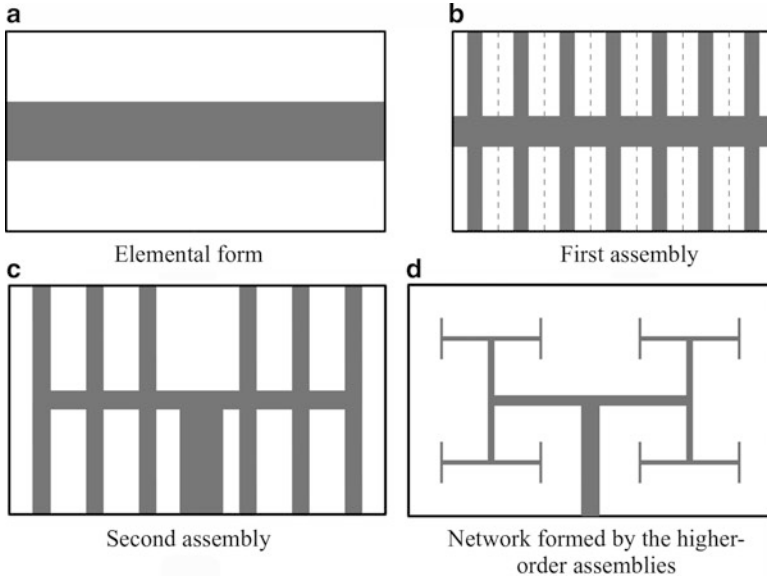 a
Elemental form
b
First assembly
c
Second assembly
d
Network formed by the higher-
order assemblies